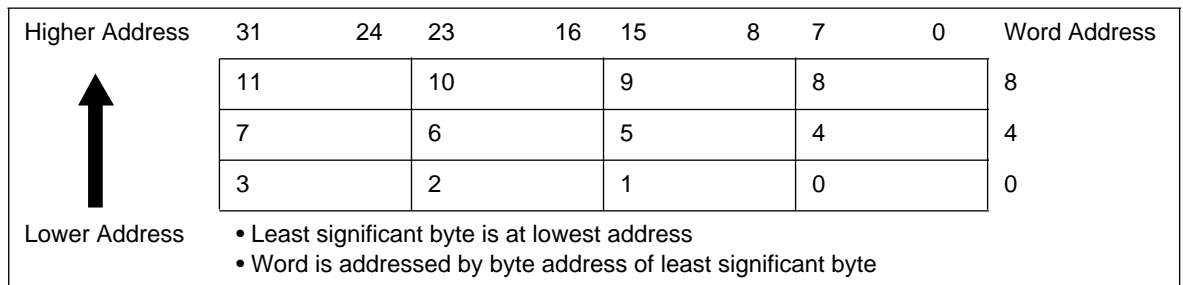 Higher Address 31 24 23 16 15 8 7 0 Word Address
11 10 9 8 8
7 6 5 4 4
3 2 1 0 0
Lower Address • Least significant byte is at lowest address
• Word is addressed by byte address of least significant byte